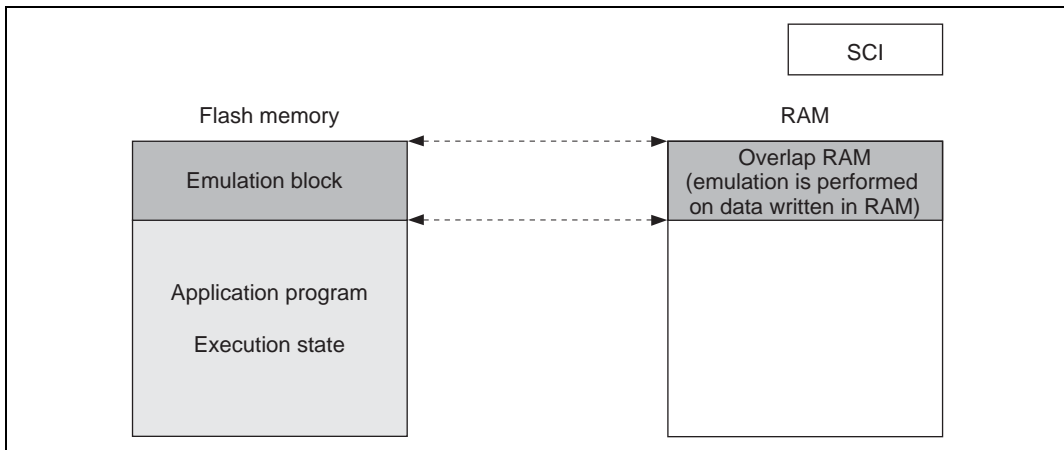 SCI
Flash memory
RAM
Emulation block
Overlap RAM
(emulation is performed
on data written in RAM)
Application program
Execution state